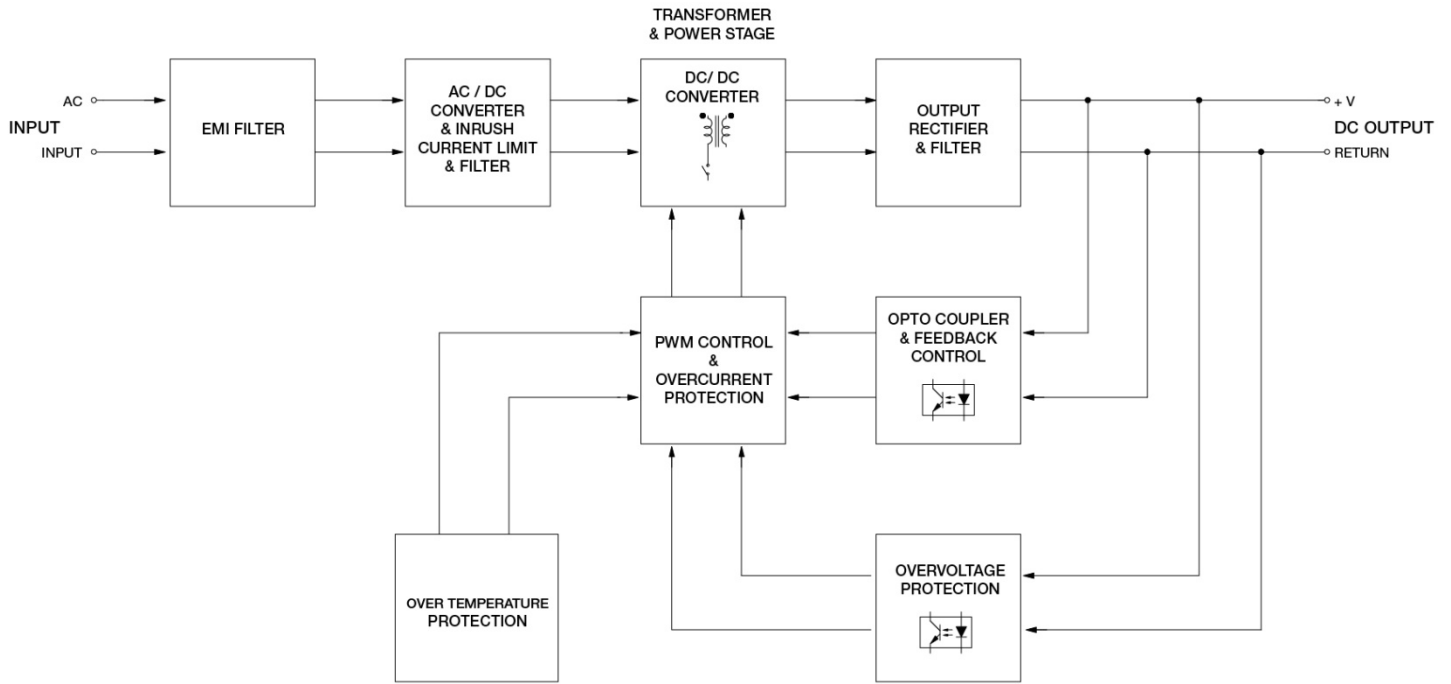 TRANSFORMER
& POWER STAGE
INPUT
AC
INPUT
EMI FILTER
AC / DC
CONVERTER
& INRUSH
CURRENT LIMIT
& FILTER
DC/ DC
CONVERTER
OUTPUT
RECTIFIER
& FILTER
+ V
DC OUTPUT
RETURN
PWM CONTROL
&
OVERCURRENT
PROTECTION
OPTO COUPLER
& FEEDBACK
CONTROL
OVER TEMPERATURE
PROTECTION
OVERVOLTAGE
PROTECTION